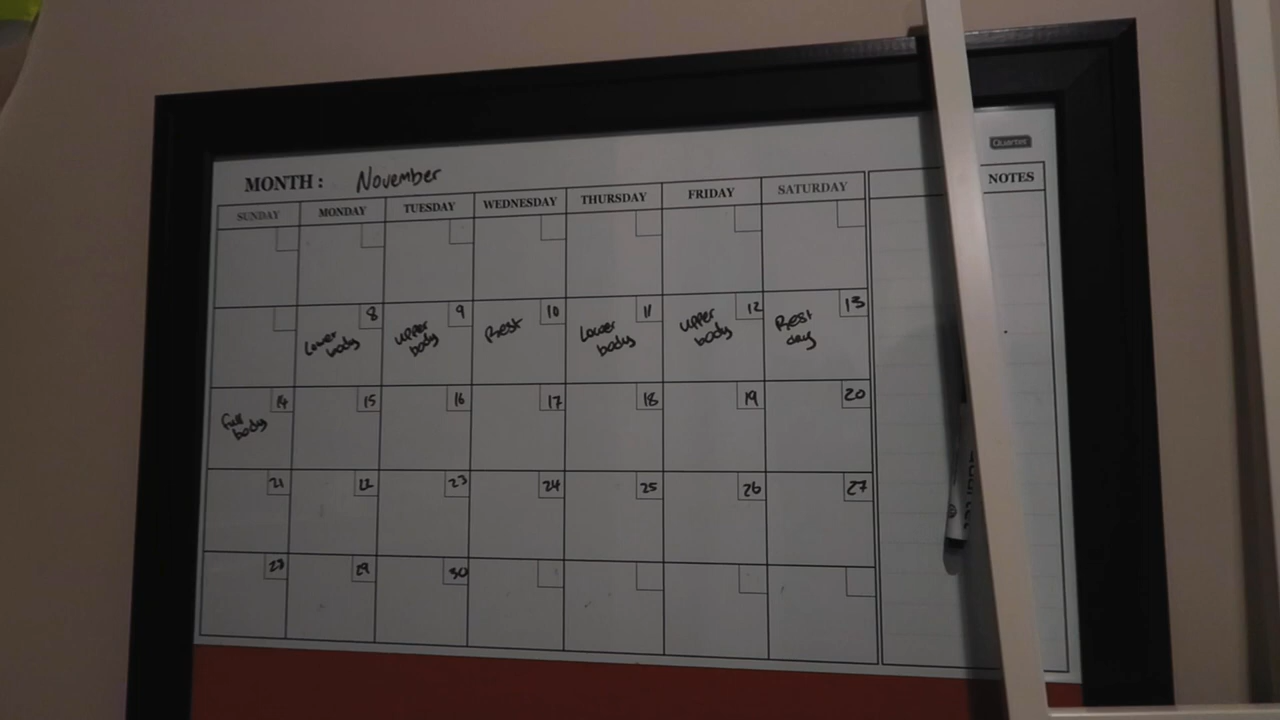 Quartet
MONTH: November
NOTES
SUNDAY MONDAY TUESDAY WEDNESDAY THURSDAY FRIDAY SATURDAY
8 9 10 11 12 13
Lower body
upper body
Rest
Lower body
upper body
Rest day
14 15 16 17 18 19 20
Full body
21 22 23 24 25 26 27
28 29 30